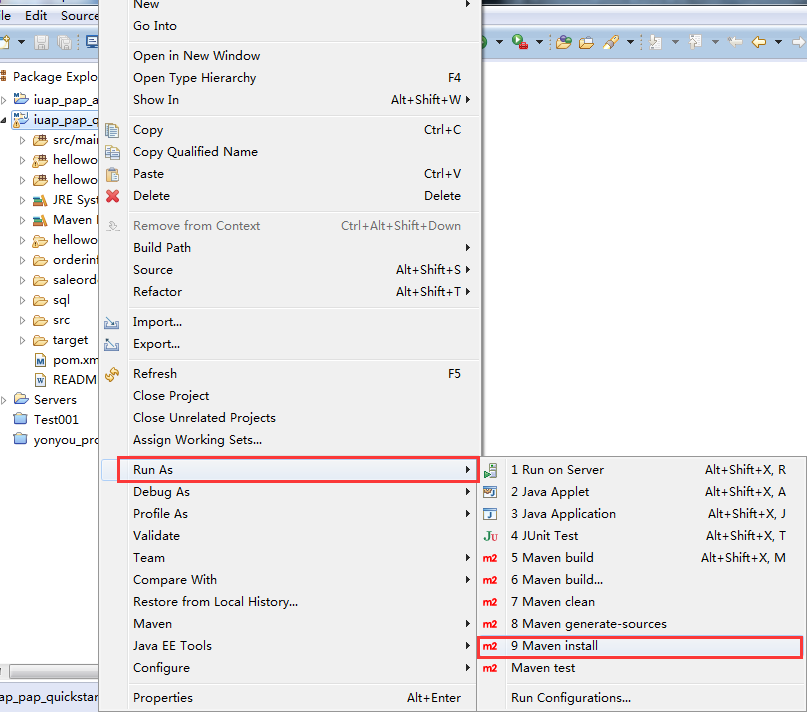 New
Go Into
Open in New Window
Open Type Hierarchy F4
Show In Alt+Shift+W
Copy Ctrl+C
Copy Qualified Name
Paste Ctrl+V
Delete Delete
Remove from Context Ctrl+Alt+Shift+Down
Build Path
Source Alt+Shift+S
Refactor Alt+Shift+T
Import...
Export...
Refresh F5
Close Project
Close Unrelated Projects
Assign Working Sets...
Run As
Debug As
Profile As
Validate
Team
Compare With
Restore from Local History...
Maven
Java EE Tools
Configure
Properties Alt+Enter
1 Run on Server Alt+Shift+X, R
2 Java Applet Alt+Shift+X, A
3 Java Application Alt+Shift+X, J
4 JUnit Test Alt+Shift+X, T
5 Maven build Alt+Shift+X, M
6 Maven build...
7 Maven clean
8 Maven generate-sources
9 Maven install
Maven test
Run Configurations...
le Edit Source
Package Explo
iuap_pap_a
iuap_pap_q
src/mai
hellowo
hellowo
JRE Syst
Maven
hellowo
orderinf
saleord
sql
src
target
pom.xm
README
Servers
Test001
yonyou_pro
ap_pap_quickstar